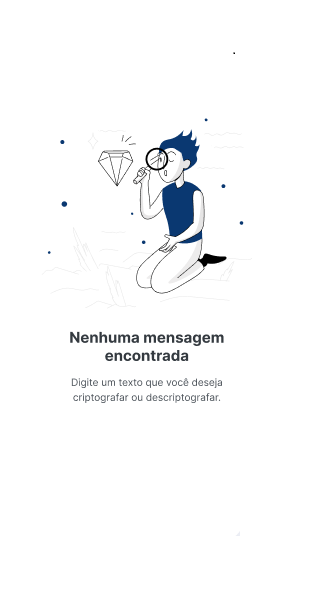 Nenhuma mensagem
encontrada
Digite um texto que você deseja
criptografar ou descriptografar.